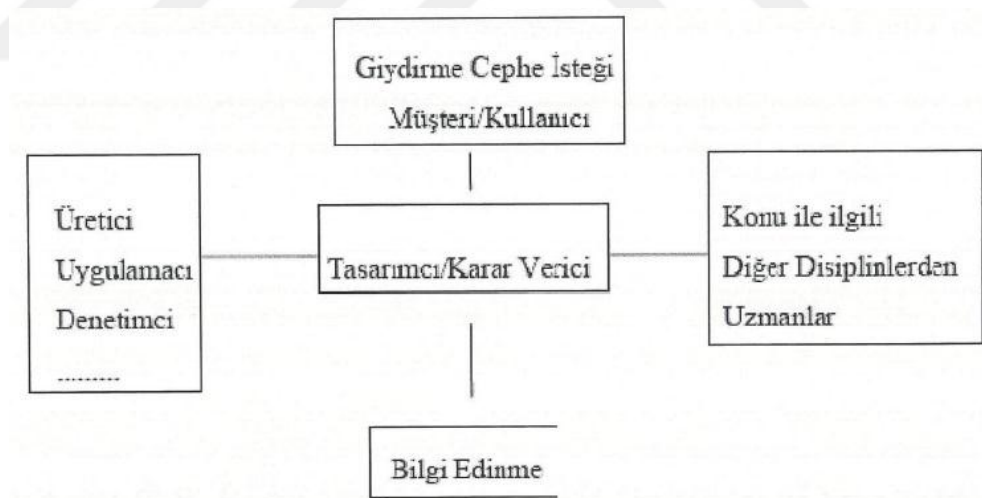 Giydirme Cephe İsteği
Müşteri/Kullanıcı
Üretici
Uygulamacı
Denetimci
..........
Tasarımcı/Karar Verici
Konu ile ilgili
Diğer Disiplinlerden
Uzmanlar
Bilgi Edinme